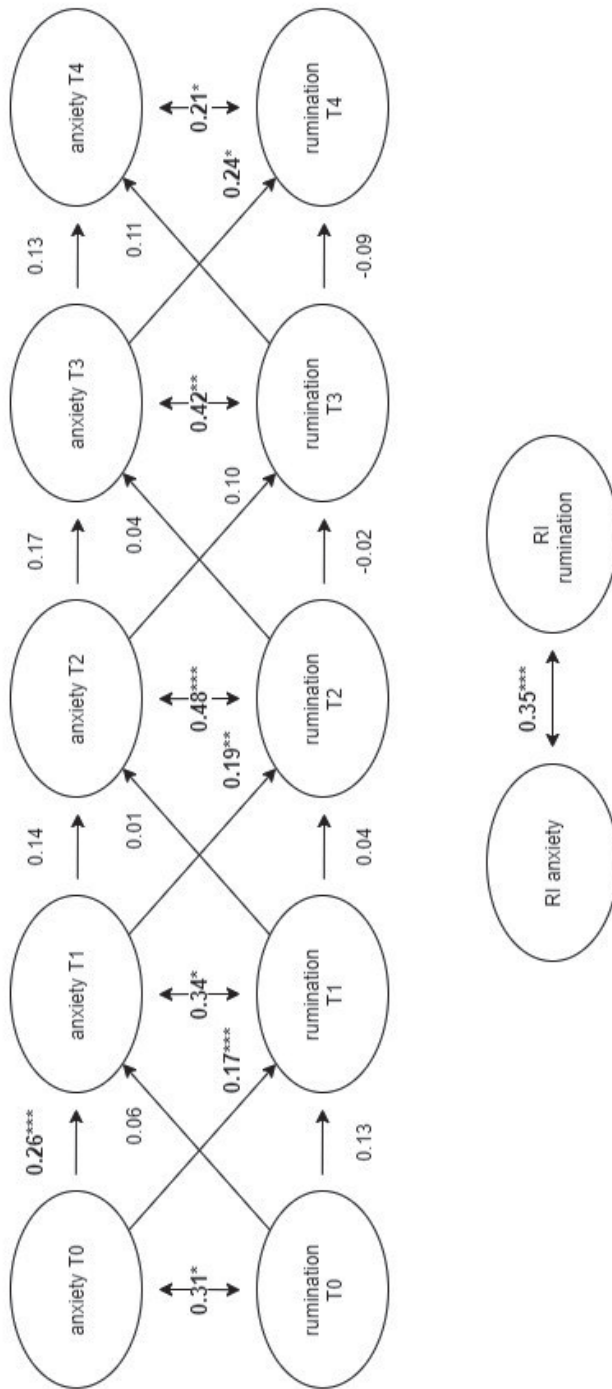 anxiety T0
0.26***
anxiety T1
0.14
anxiety T2
0.17
anxiety T3
0.13
anxiety T4
0.31*
0.06
0.17***
0.34*
0.01
0.19**
0.48***
0.04
0.10
0.42**
0.11
0.24*
0.21*
rumination
T0
0.13
rumination
T1
0.04
rumination
T2
-0.02
rumination
T3
-0.09
rumination
T4
RI anxiety
0.35***
RI
rumination